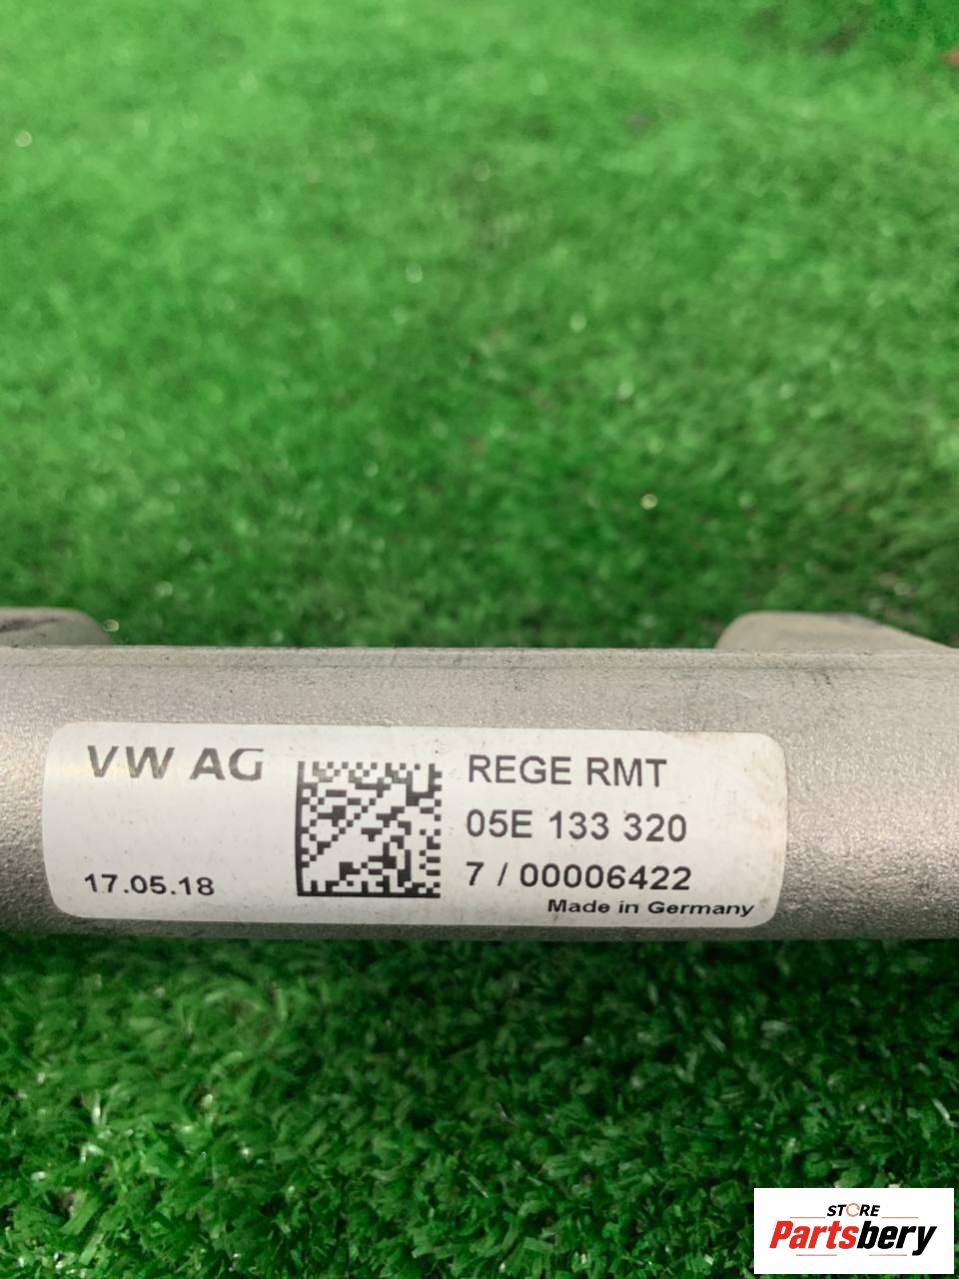 VW AG
17.05.18
REGE RMT
05E 133 320
7 / 00006422
Made in Germany
STORE
Partsbery